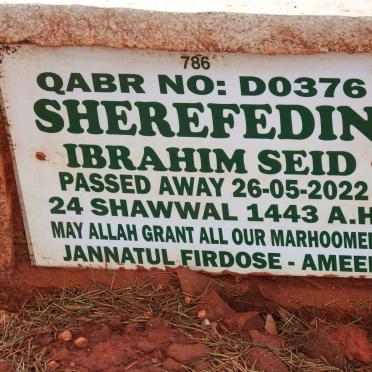 786
QABR NO: D0376
SHEREFEDIN
IBRAHIM SEID
PASSED AWAY 26-05-2022
24 SHAWWAL 1443 A.H
MAY ALLAH GRANT ALL OUR MARHOOMEE
JANNATUL FIRDOSE - AMEE